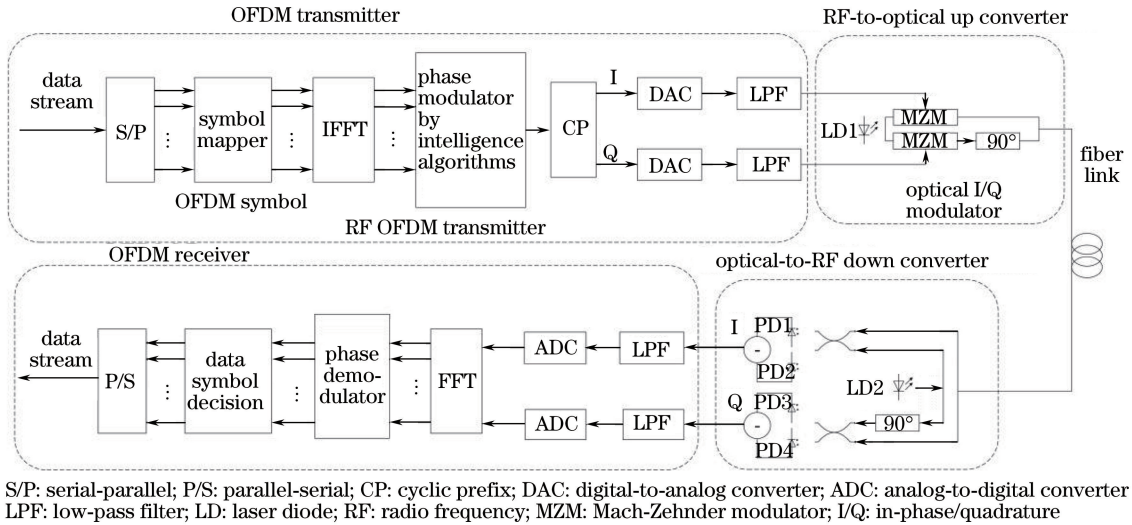 OFDM transmitter
RF-to-optical up converter
data
stream
S/P
symbol
mapper
IFFT
phase
modulator
by
intelligence
algorithms
CP
I
Q
DAC
LPF
DAC
LPF
LD1
MZM
MZM
90°
optical I/Q
modulator
fiber
link
OFDM symbol
RF OFDM transmitter
OFDM receiver
optical-to-RF down converter
data
stream
P/S
data
symbol
decision
phase
demo-
dulator
FFT
ADC
LPF
ADC
LPF
I
Q
-
-
PD1
PD2
PD3
PD4
LD2
90°
S/P: serial-parallel; P/S: parallel-serial; CP: cyclic prefix; DAC: digital-to-analog converter; ADC: analog-to-digital converter
LPF: low-pass filter; LD: laser diode; RF: radio frequency; MZM: Mach-Zehnder modulator; I/Q: in-phase/quadrature